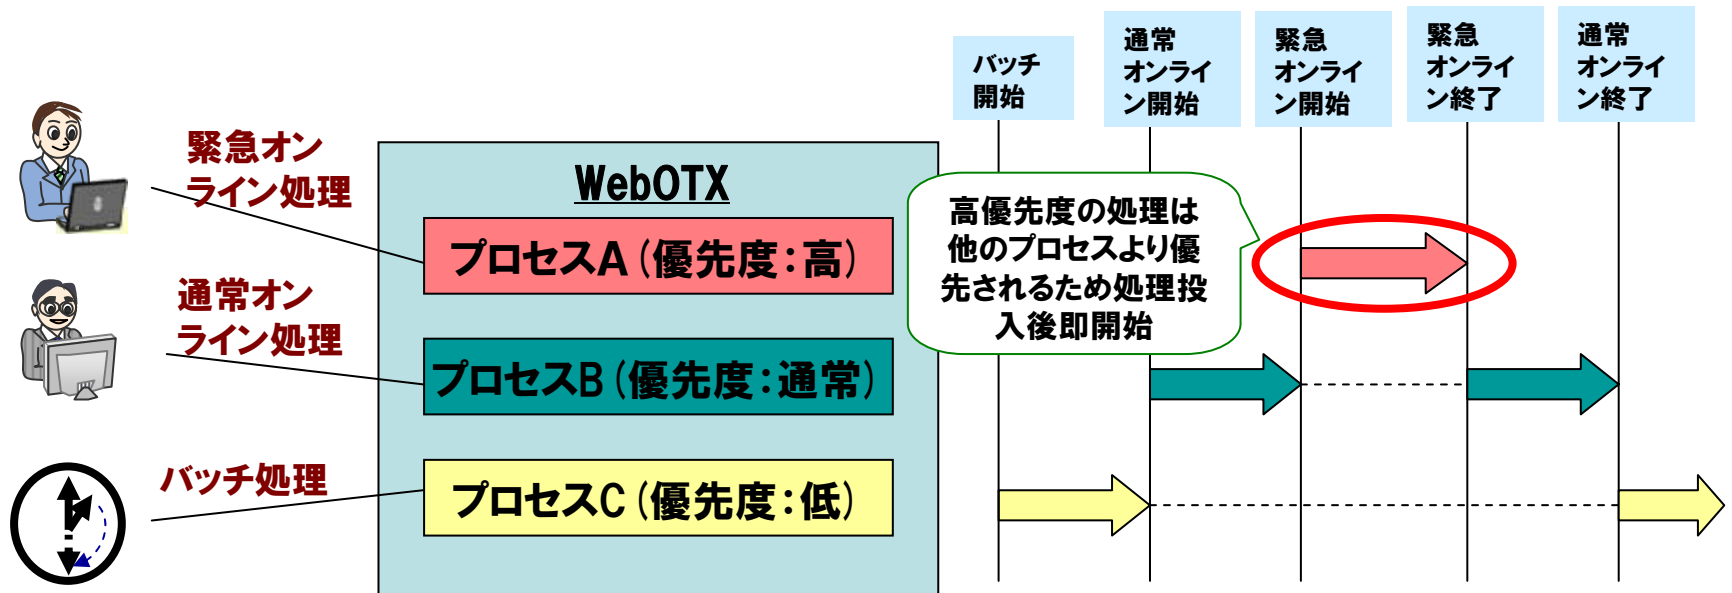 バッチ
開始
通常
オンライ
ン開始
緊急
オンライ
ン開始
緊急
オンライ
ン終了
通常
オンライ
ン終了
緊急オン
ライン処理
通常オン
ライン処理
バッチ処理
WebOTX
プロセスA(優先度:高)
プロセスB(優先度:通常)
プロセスC(優先度:低)
高優先度の処理は
他のプロセスより優
先されるため処理投
入後即開始